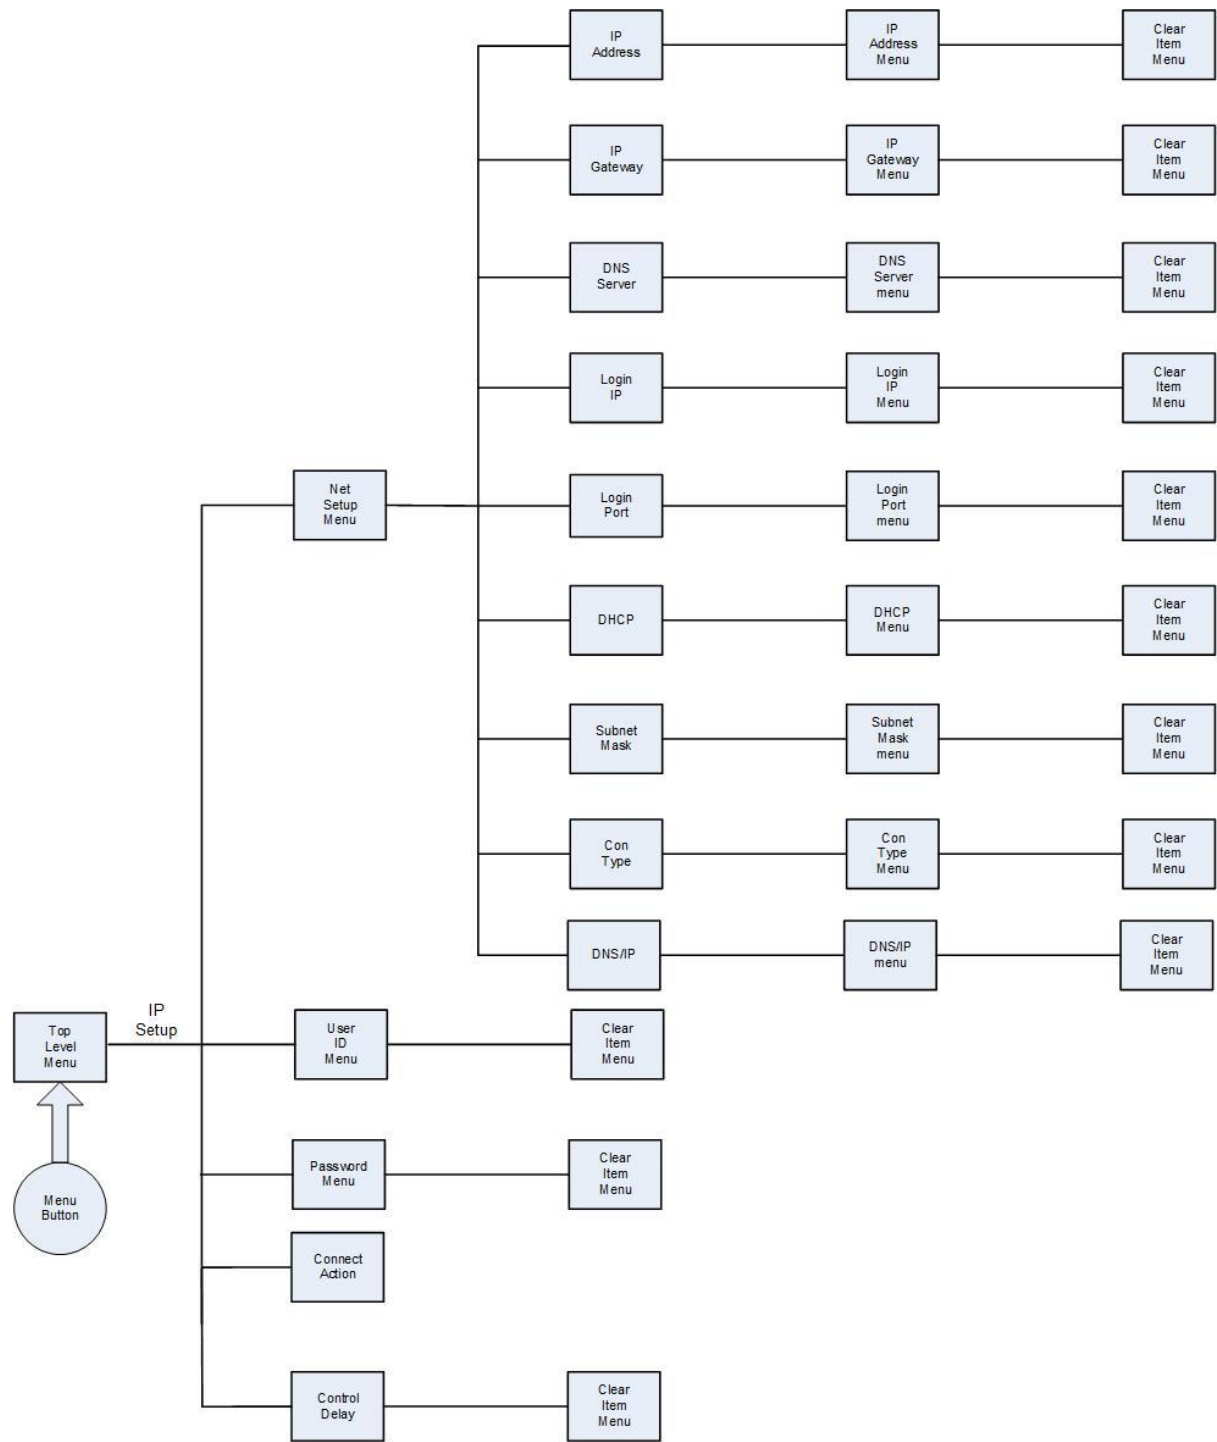 IP
Address
IP
Address
Menu
Clear
Item
Menu
IP
Gateway
IP
Gateway
Menu
Clear
Item
Menu
DNS
Server
DNS
Server
menu
Clear
Item
Menu
Login
IP
Login
IP
Menu
Clear
Item
Menu
Net
Setup
Menu
Login
Port
Login
Port
menu
Clear
Item
Menu
DHCP
DHCP
Menu
Clear
Item
Menu
Subnet
Mask
Subnet
Mask
menu
Clear
Item
Menu
Con
Type
Con
Type
Menu
Clear
Item
Menu
DNS/IP
DNS/IP
menu
Clear
Item
Menu
Top
Level
Menu
IP
Setup
User
ID
Menu
Clear
Item
Menu
Menu
Button
Password
Menu
Clear
Item
Menu
Connect
Action
Control
Delay
Clear
Item
Menu